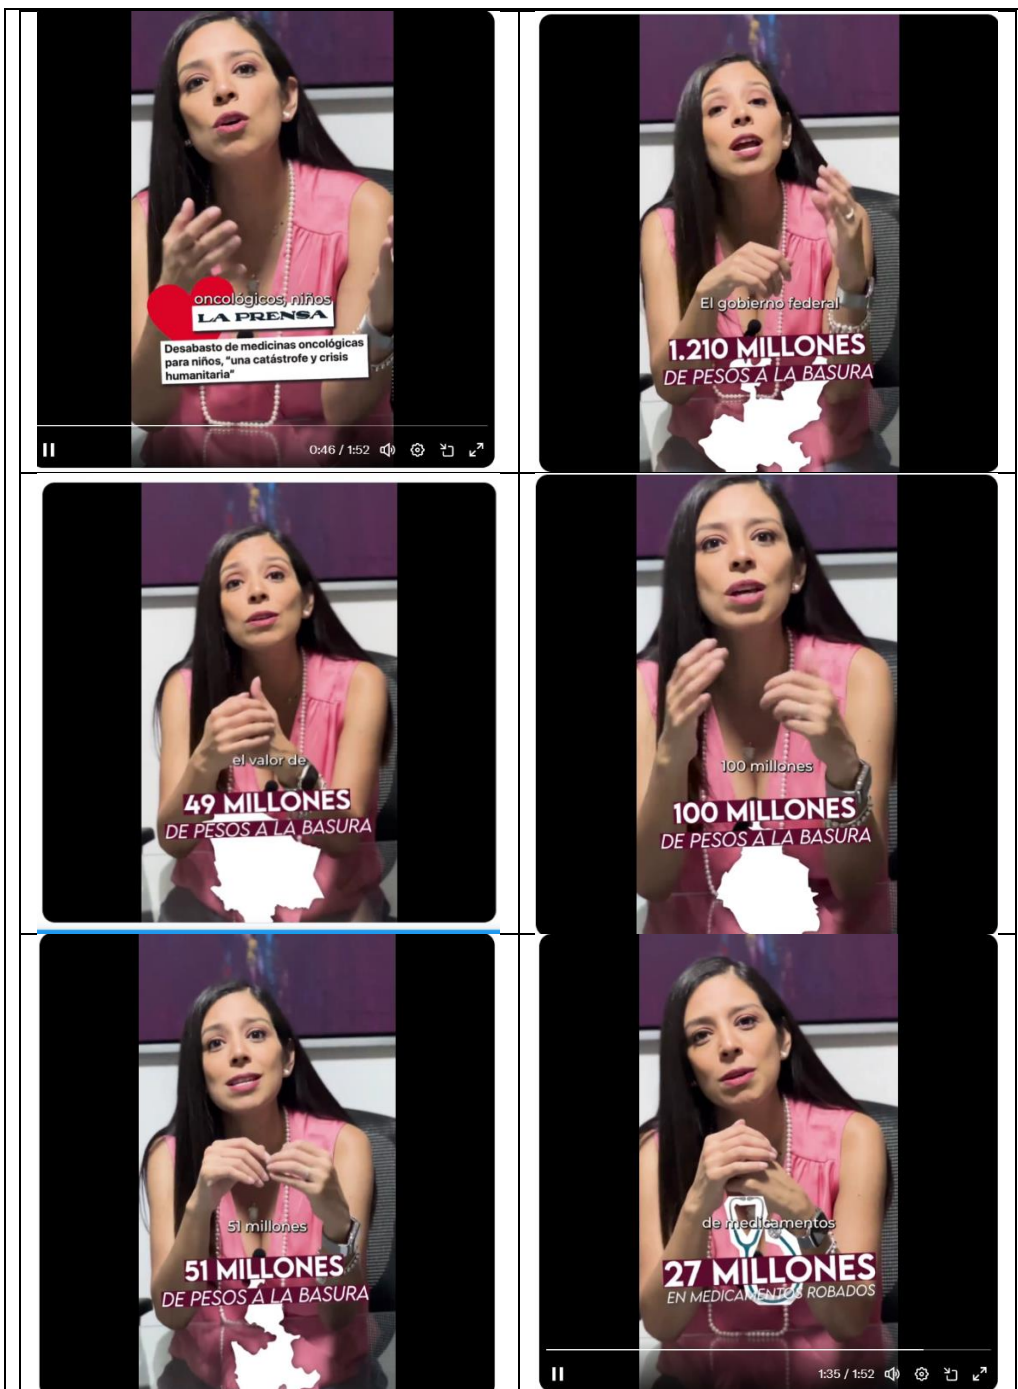 oncológicos, niños
LA PRENSA
Desabasto de medicinas oncológicas
para niños, "una catástrofe y crisis
humanitaria"
0:46 / 1:52
El gobierno federal
1.210 MILLONES
DE PESOS A LA BASURA
el valor de
49 MILLONES
DE PESOS A LA BASURA
100 millones
100 MILLONES
DE PESOS A LA BASURA
51 millones
51 MILLONES
DE PESOS A LA BASURA
de medicamentos
27 MILLONES
EN MEDICAMENTOS ROBADOS
1:35 / 1:52